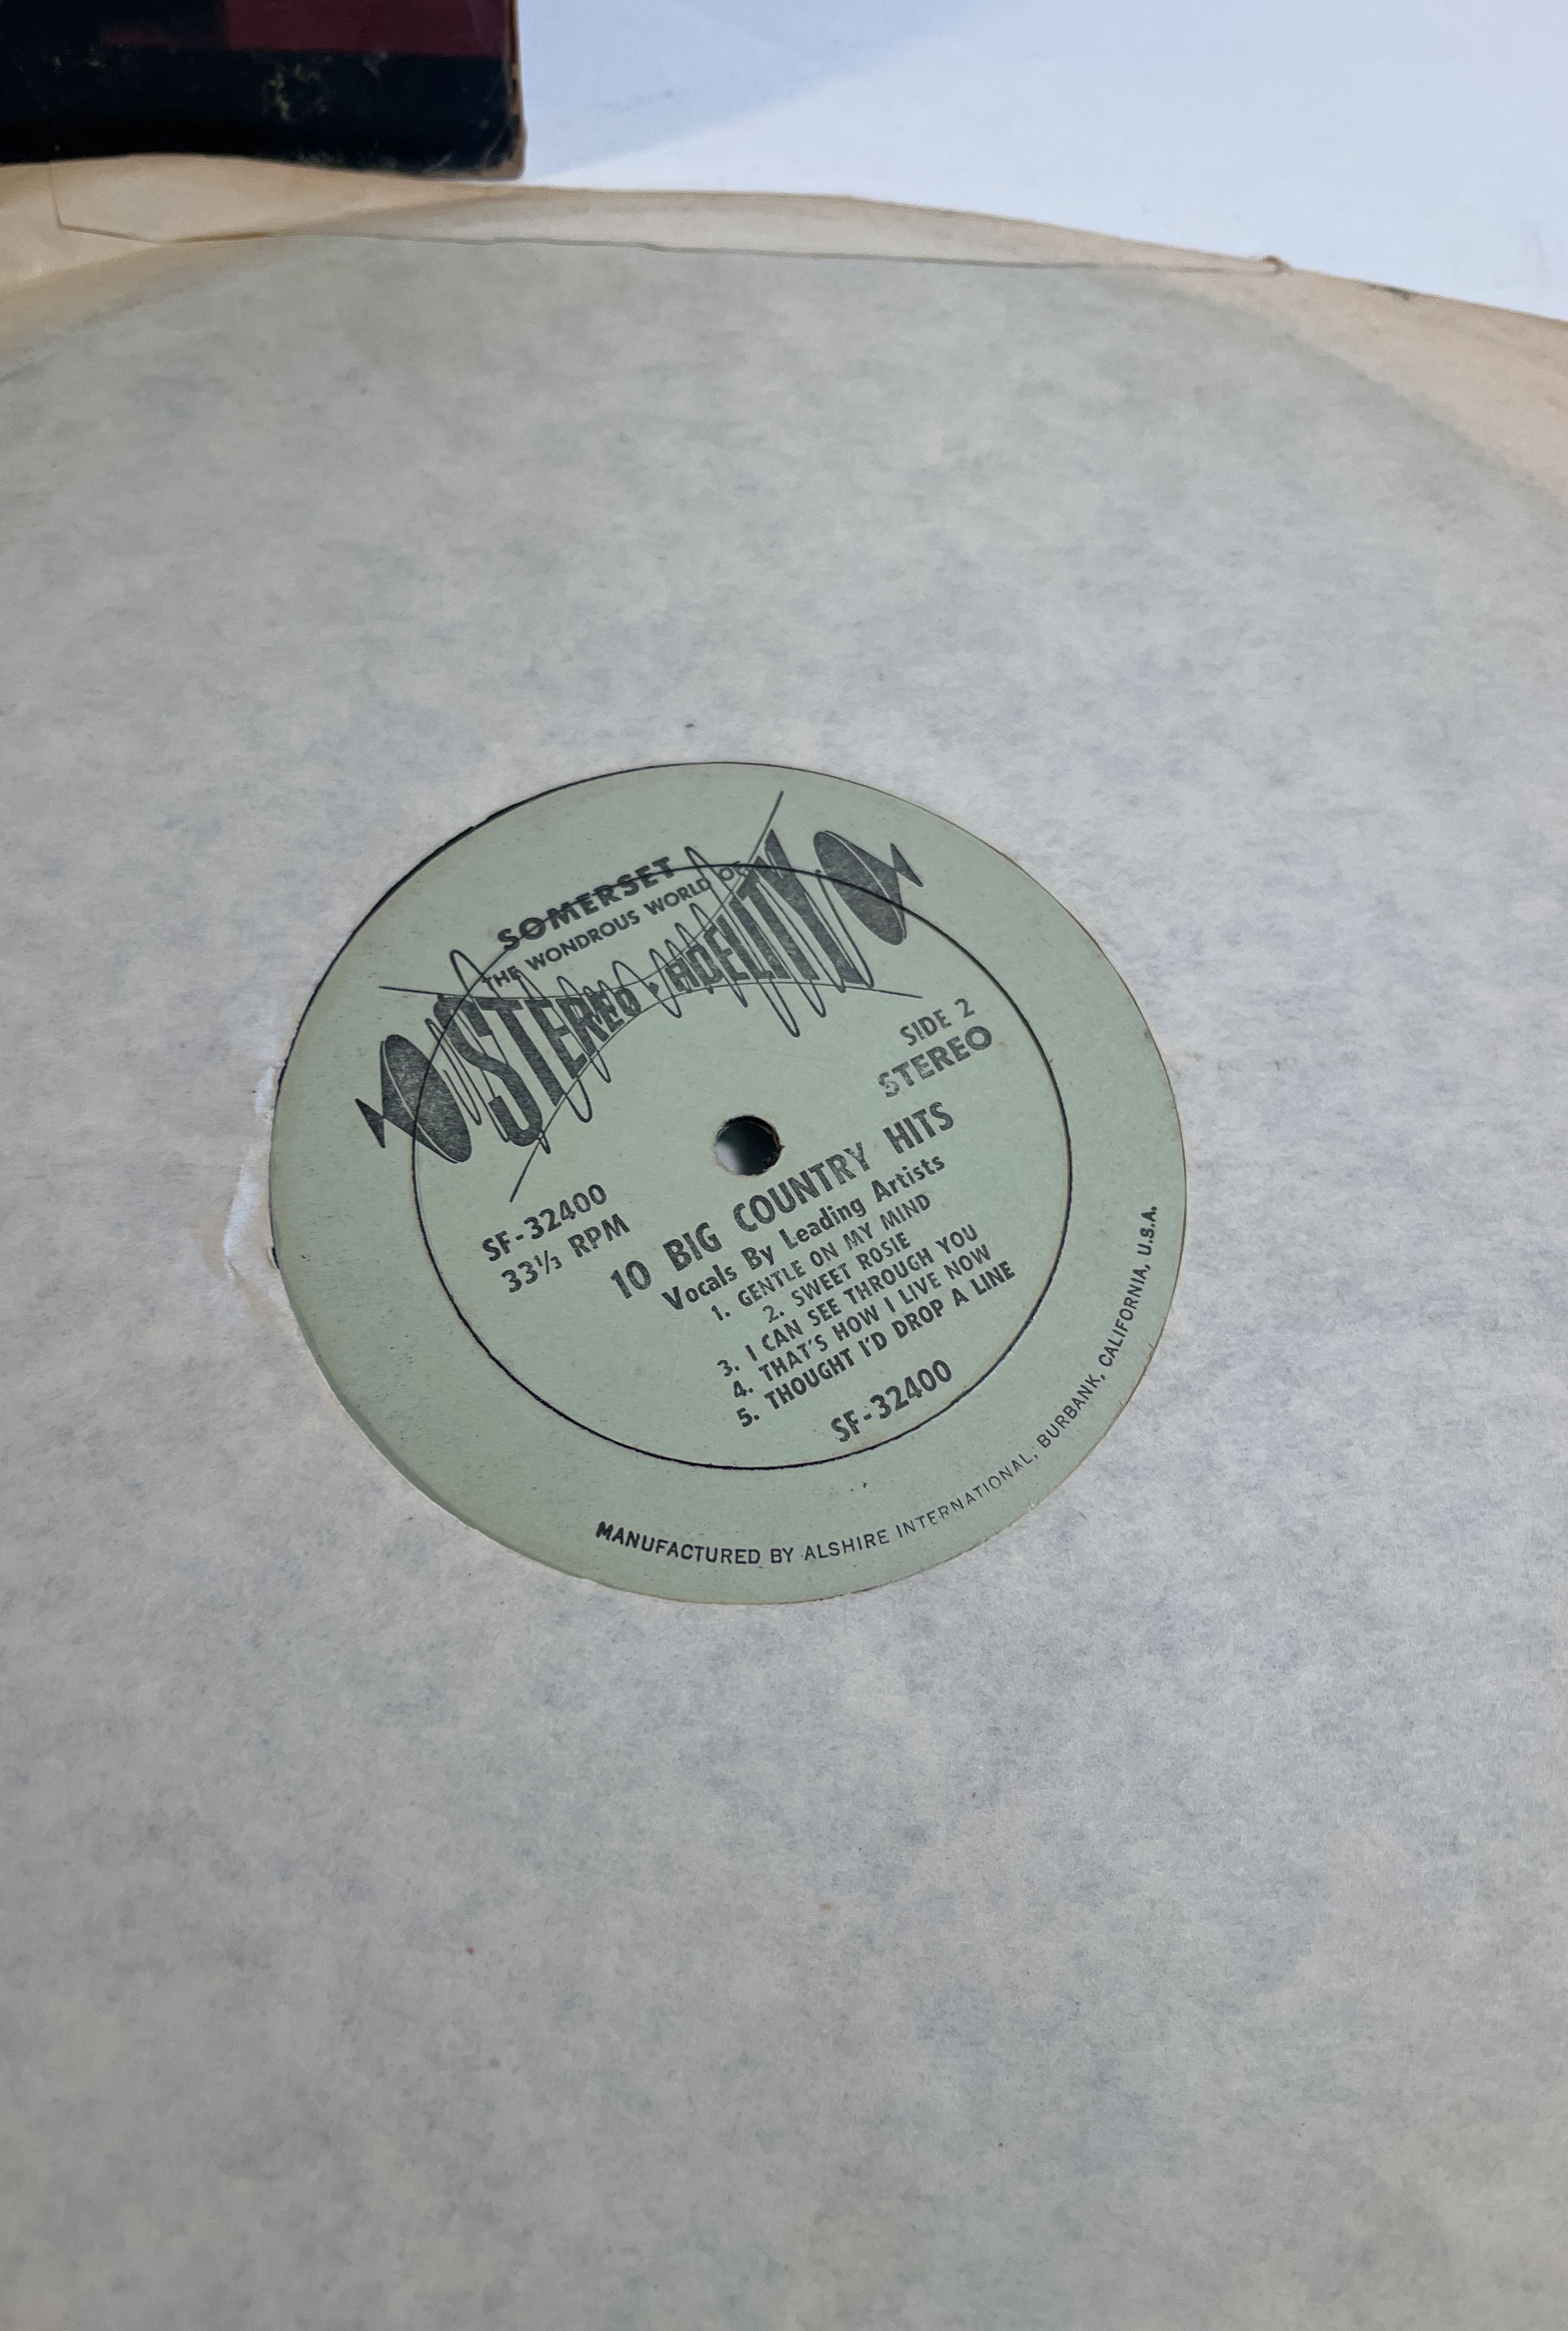 SOMERSET
THE WONDROUS WORLD OF
STEREO - FIDELITY
SIDE 2
STEREO
SF-32400
33⅓ RPM
10 BIG COUNTRY HITS
Vocals By Leading Artists
1. GENTLE ON MY MIND
2. SWEET ROSIE
3. I CAN SEE THROUGH YOU
4. THAT'S HOW I LIVE NOW
5. THOUGHT I'D DROP A LINE
SF-32400
MANUFACTURED BY ALSHIRE INTERNATIONAL, BURBANK, CALIFORNIA, U.S.A.